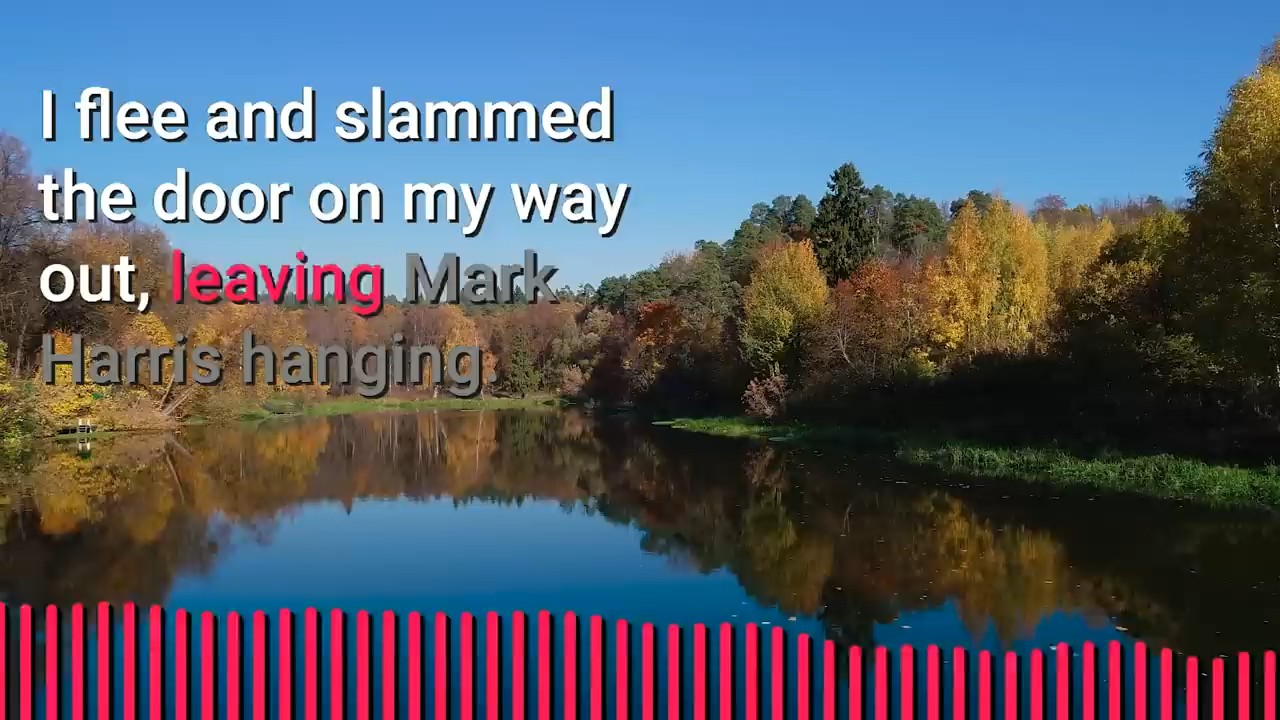 I flee and slammed
the door on my way
out, leaving Mark
Harris hanging.